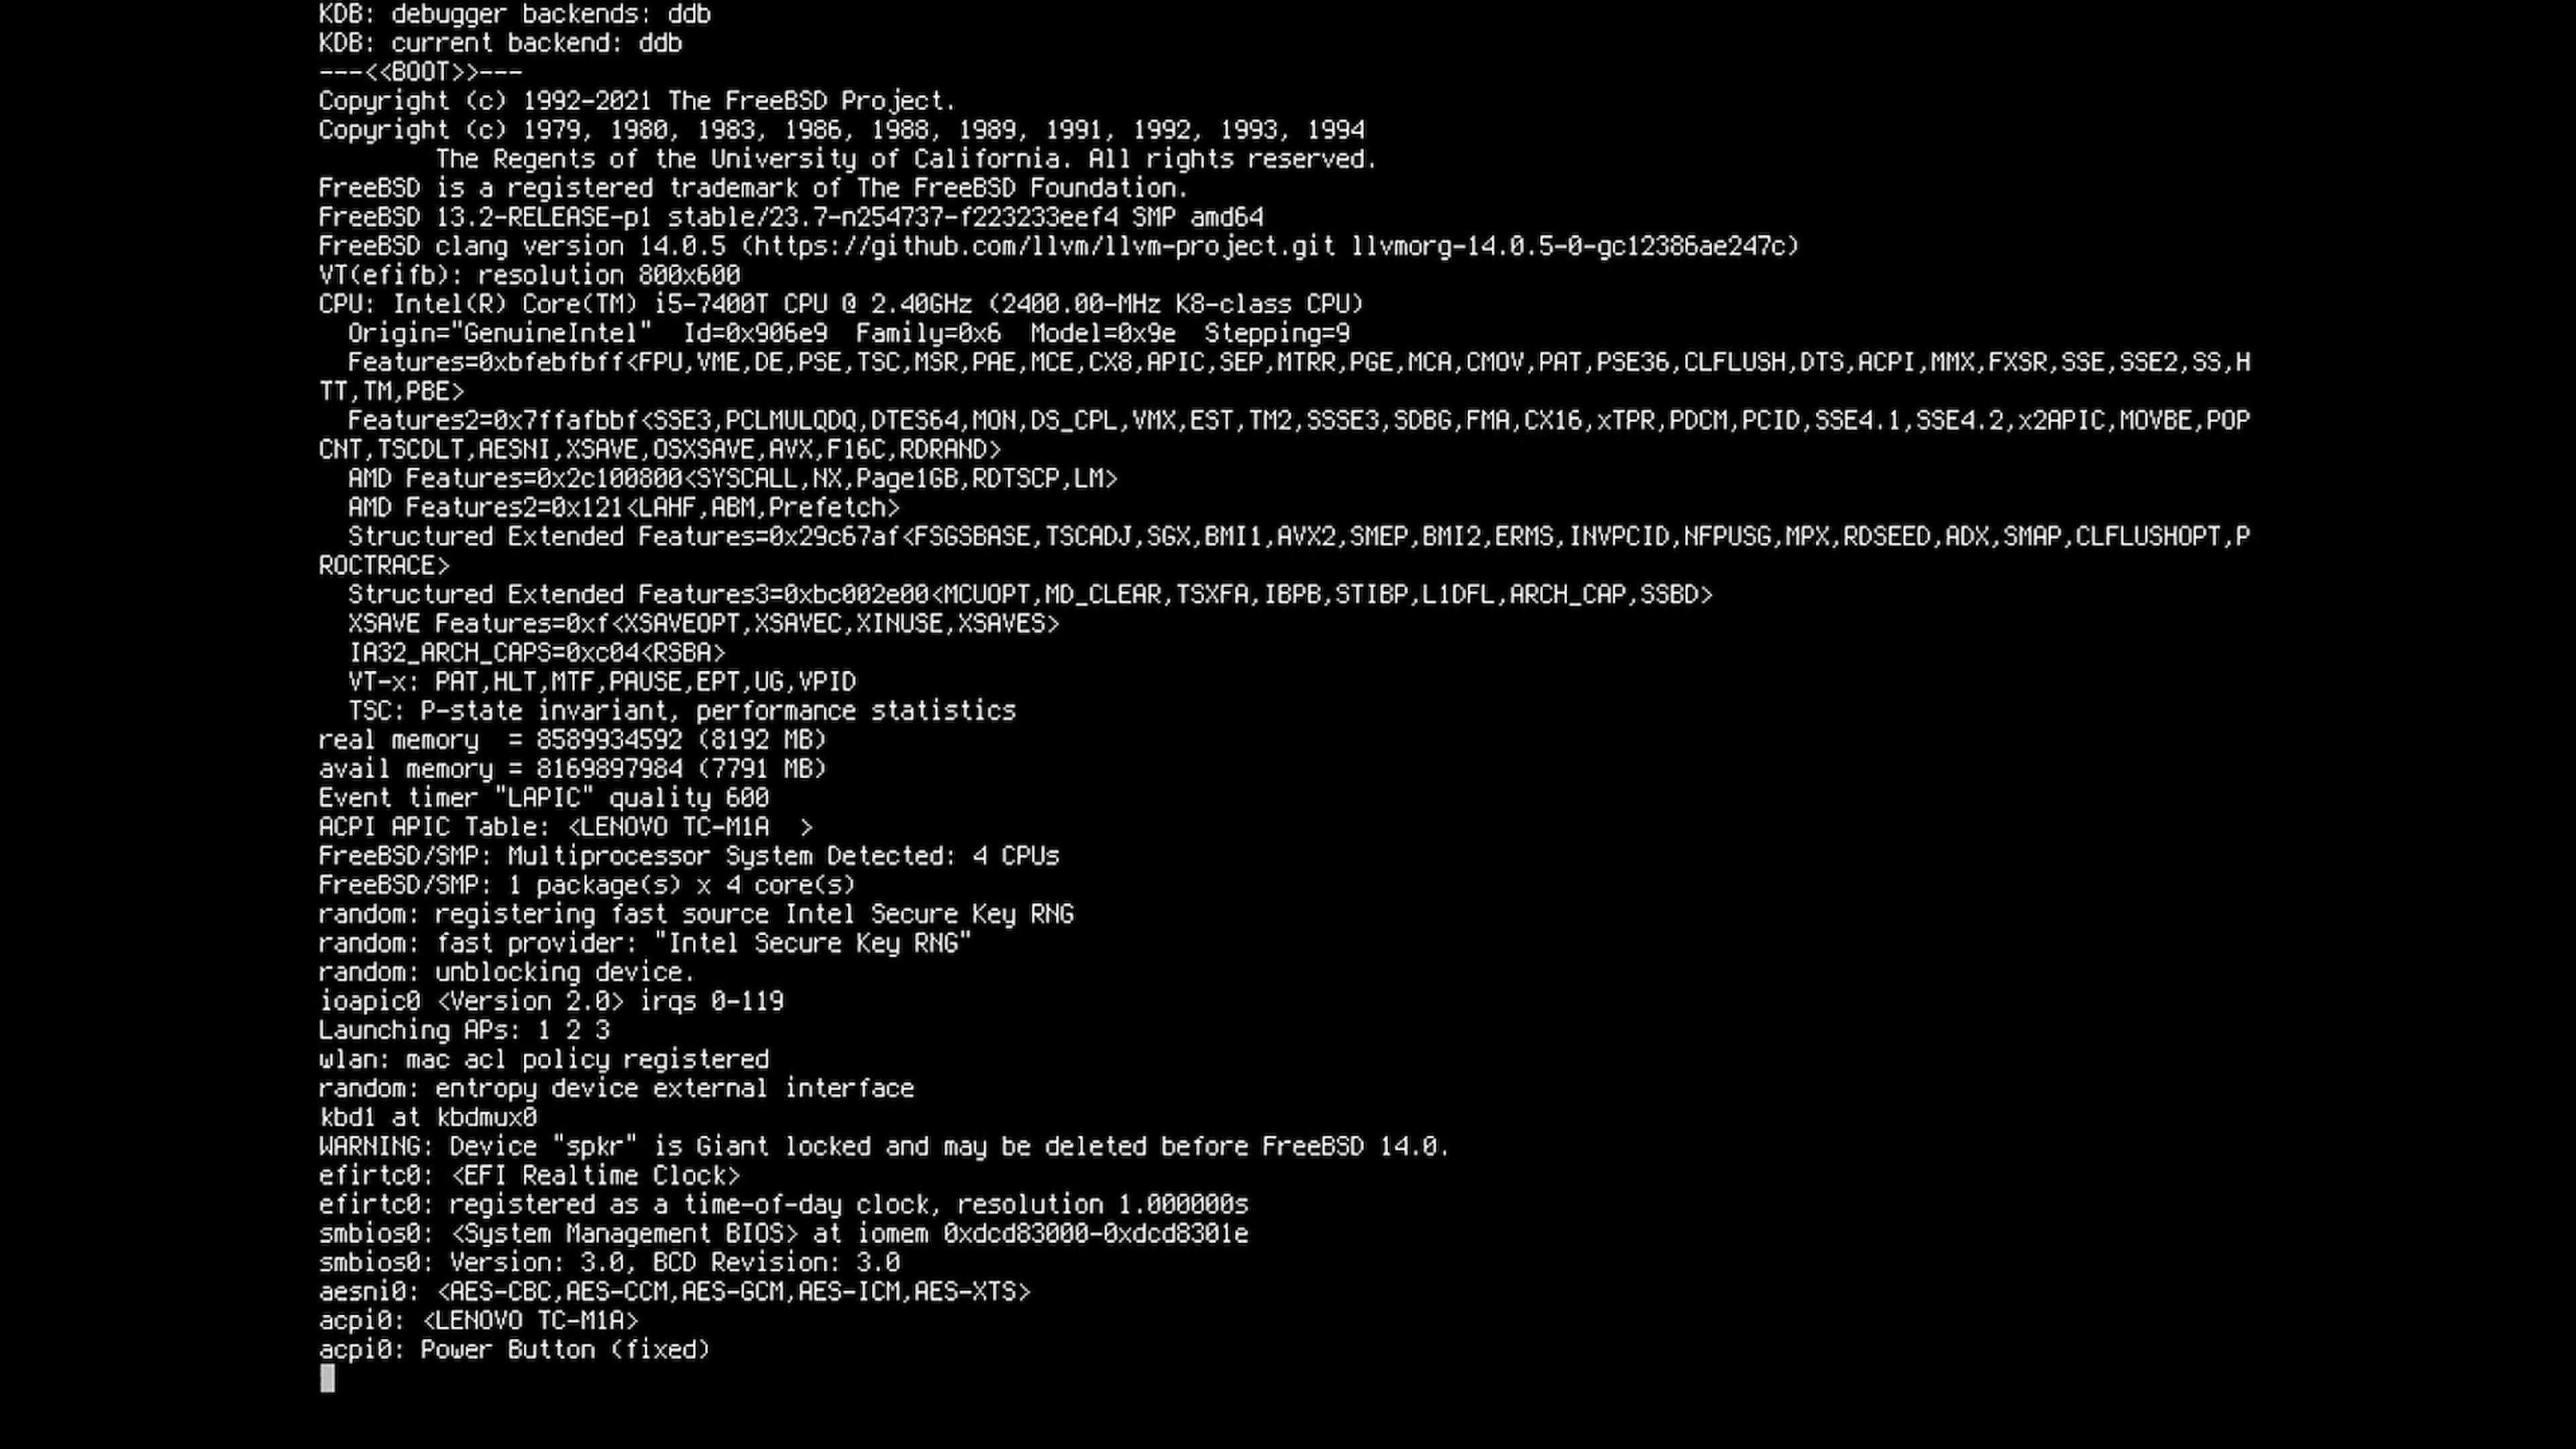 KDB: debugger backends: ddb
KDB: current backend: ddb
---<<BOOT>>---
Copyright (c) 1992-2021 The FreeBSD Project.
Copyright (c) 1979, 1980, 1983, 1986, 1988, 1989, 1991, 1992, 1993, 1994
        The Regents of the University of California. All rights reserved.
FreeBSD is a registered trademark of The FreeBSD Foundation.
FreeBSD 13.2-RELEASE-p1 stable/23.7-n254737-f223233eef4 SMP amd64
FreeBSD clang version 14.0.5 (https://github.com/llvm/llvm-project.git llvmorg-14.0.5-0-gc12386ae247c)
VT(efifb): resolution 800x600
CPU: Intel(R) Core(TM) i5-7400T CPU @ 2.40GHz (2400.00-MHz K8-class CPU)
  Origin="GenuineIntel"  Id=0x906e9  Family=0x6  Model=0x9e  Stepping=9
  Features=0xbfebfbff<FPU,VME,DE,PSE,TSC,MSR,PAE,MCE,CX8,APIC,SEP,MTRR,PGE,MCA,CMOV,PAT,PSE36,CLFLUSH,DTS,ACPI,MMX,FXSR,SSE,SSE2,SS,H
TT,TM,PBE>
  Features2=0x7ffafbbf<SSE3,PCLMULQDQ,DTES64,MON,DS_CPL,VMX,EST,TM2,SSSE3,SDBG,FMA,CX16,xTPR,PDCM,PCID,SSE4.1,SSE4.2,x2APIC,MOVBE,POP
CNT,TSCDLT,AESNI,XSAVE,OSXSAVE,AVX,F16C,RDRAND>
  AMD Features=0x2c100800<SYSCALL,NX,Page1GB,RDTSCP,LM>
  AMD Features2=0x121<LAHF,ABM,Prefetch>
  Structured Extended Features=0x29c67af<FSGSBASE,TSCADJ,SGX,BMI1,AVX2,SMEP,BMI2,ERMS,INVPCID,NFPUSG,MPX,RDSEED,ADX,SMAP,CLFLUSHOPT,P
ROCTRACE>
  Structured Extended Features3=0xbc002e00<MCUOPT,MD_CLEAR,TSXFA,IBPB,STIBP,L1DFL,ARCH_CAP,SSBD>
  XSAVE Features=0xf<XSAVEOPT,XSAVEC,XINUSE,XSAVES>
  IA32_ARCH_CAPS=0xc04<RSBA>
  VT-x: PAT,HLT,MTF,PAUSE,EPT,UG,VPID
  TSC: P-state invariant, performance statistics
real memory  = 8589934592 (8192 MB)
avail memory = 8169897984 (7791 MB)
Event timer "LAPIC" quality 600
ACPI APIC Table: <LENOVO TC-M1A  >
FreeBSD/SMP: Multiprocessor System Detected: 4 CPUs
FreeBSD/SMP: 1 package(s) x 4 core(s)
random: registering fast source Intel Secure Key RNG
random: fast provider: "Intel Secure Key RNG"
random: unblocking device.
ioapic0 <Version 2.0> irqs 0-119
Launching APs: 1 2 3
wlan: mac acl policy registered
random: entropy device external interface
kbd1 at kbdmux0
WARNING: Device "spkr" is Giant locked and may be deleted before FreeBSD 14.0.
efirtc0: <EFI Realtime Clock>
efirtc0: registered as a time-of-day clock, resolution 1.000000s
smbios0: <System Management BIOS> at iomem 0xdcd83000-0xdcd8301e
smbios0: Version: 3.0, BCD Revision: 3.0
aesni0: <AES-CBC,AES-CCM,AES-GCM,AES-ICM,AES-XTS>
acpi0: <LENOVO TC-M1A>
acpi0: Power Button (fixed)